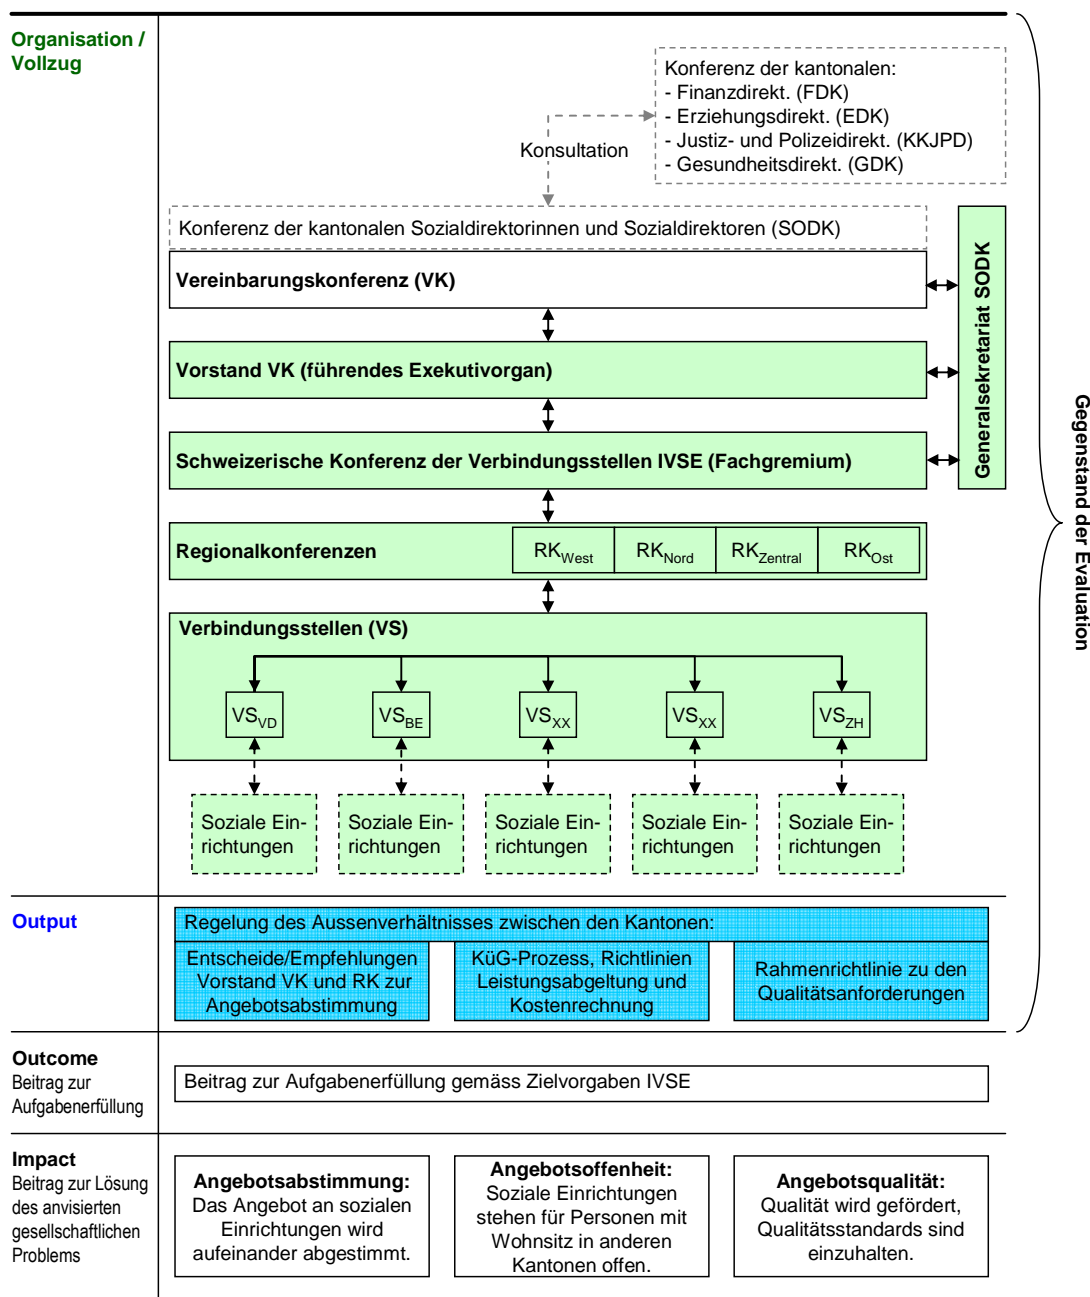 Organisation /
Vollzug
Konferenz der kantonalen:
- Finanzdirekt. (FDK)
- Erziehungsdirekt. (EDK)
- Justiz- und Polizeidirekt. (KKJPD)
- Gesundheitsdirekt. (GDK)
Konsultation
Konferenz der kantonalen Sozialdirektorinnen und Sozialdirektoren (SODK)
Vereinbarungskonferenz (VK)
Vorstand VK (führendes Exekutivorgan)
Schweizerische Konferenz der Verbindungsstellen IVSE (Fachgremium)
Generalsekretariat SODK
Regionalkonferenzen
RKWest
RKNord
RKZentral
RKOst
Verbindungsstellen (VS)
VSVD
VSBE
VSXX
VSXX
VSZH
Soziale Ein-
richtungen
Soziale Ein-
richtungen
Soziale Ein-
richtungen
Soziale Ein-
richtungen
Soziale Ein-
richtungen
Gegenstand der Evaluation
Output
Regelung des Aussenverhältnisses zwischen den Kantonen:
Entscheide/Empfehlungen
Vorstand VK und RK zur
Angebotsabstimmung
KüG-Prozess, Richtlinien
Leistungsabgeltung und
Kostenrechnung
Rahmenrichtlinie zu den
Qualitätsanforderungen
Outcome
Beitrag zur
Aufgabenerfüllung
Beitrag zur Aufgabenerfüllung gemäss Zielvorgaben IVSE
Impact
Beitrag zur Lösung
des anvisierten
gesellschaftlichen
Problems
Angebotsabstimmung:
Das Angebot an sozialen
Einrichtungen wird
aufeinander abgestimmt.
Angebotsoffenheit:
Soziale Einrichtungen
stehen für Personen mit
Wohnsitz in anderen
Kantonen offen.
Angebotsqualität:
Qualität wird gefördert,
Qualitätsstandards sind
einzuhalten.